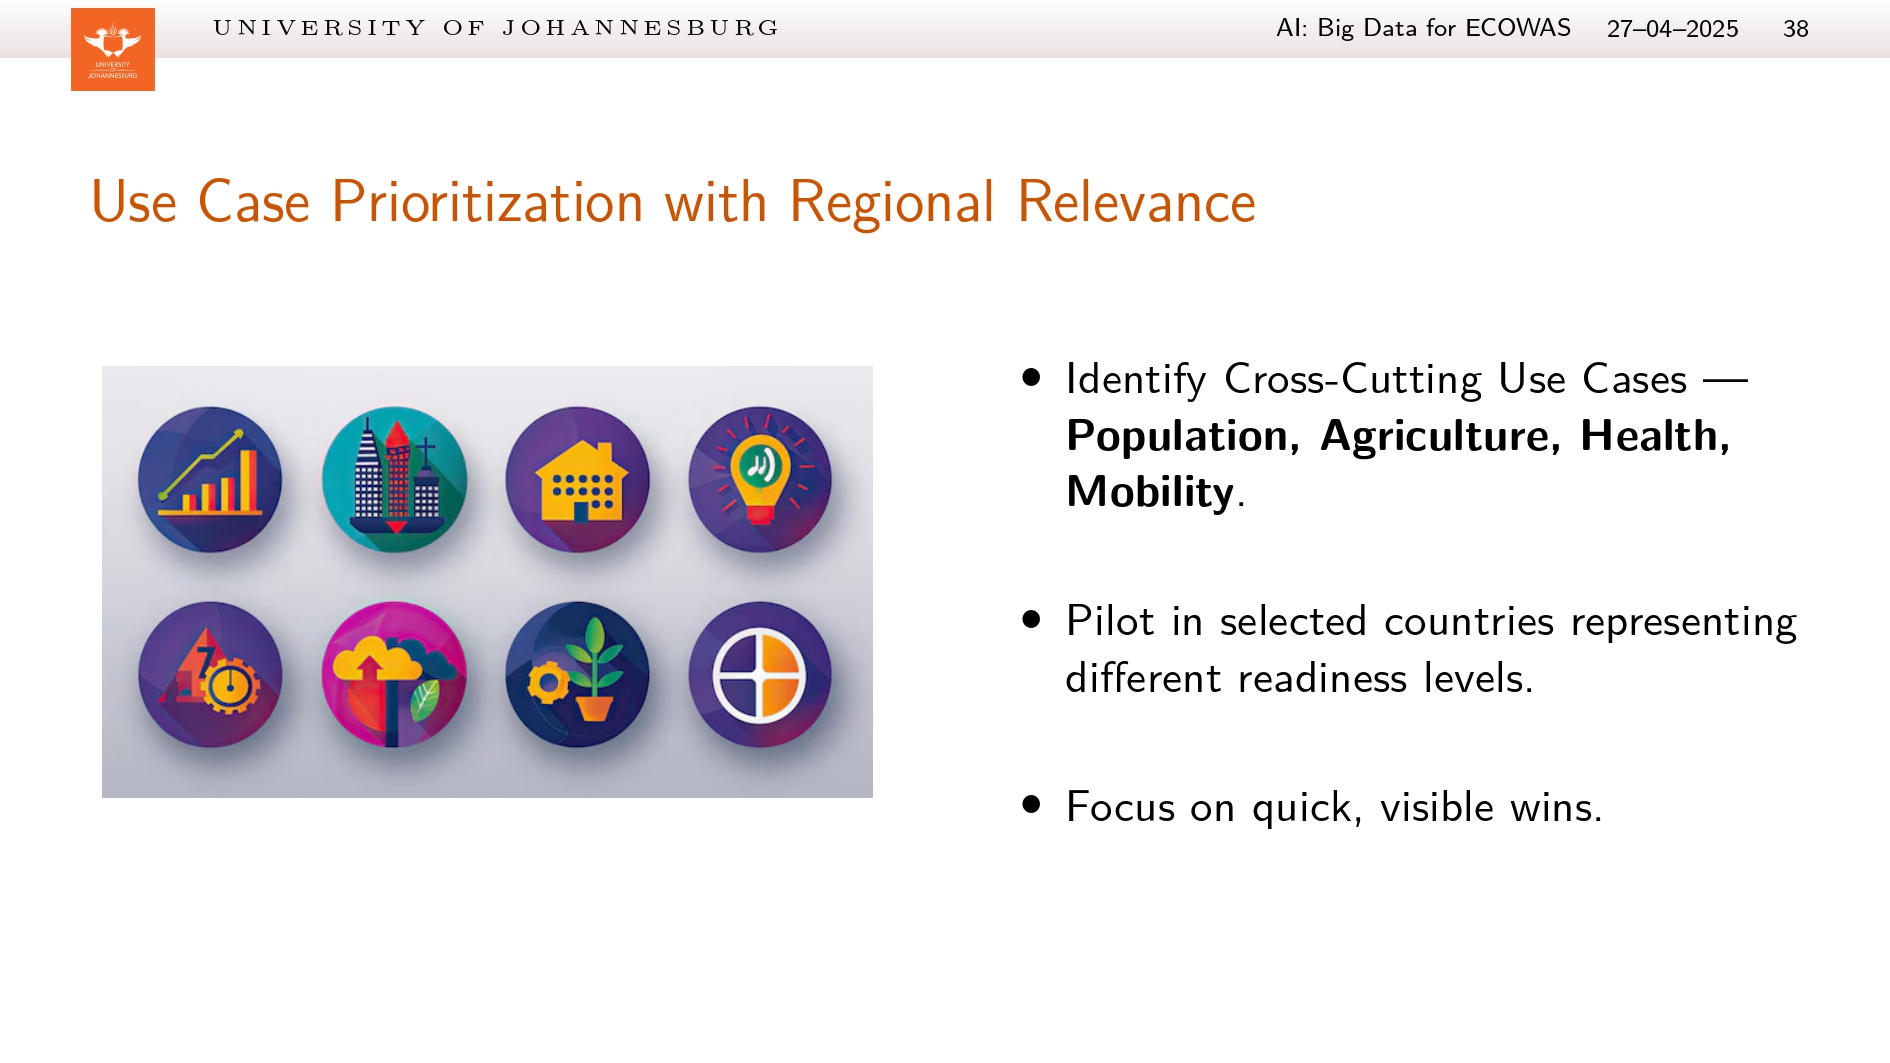 UNIVERSITY OF JOHANNESBURG
AI: Big Data for ECOWAS 27–04–2025 38
UNIVERSITY
OF
JOHANNESBURG
Use Case Prioritization with Regional Relevance
• Identify Cross-Cutting Use Cases —
Population, Agriculture, Health,
Mobility.
• Pilot in selected countries representing
different readiness levels.
• Focus on quick, visible wins.
7